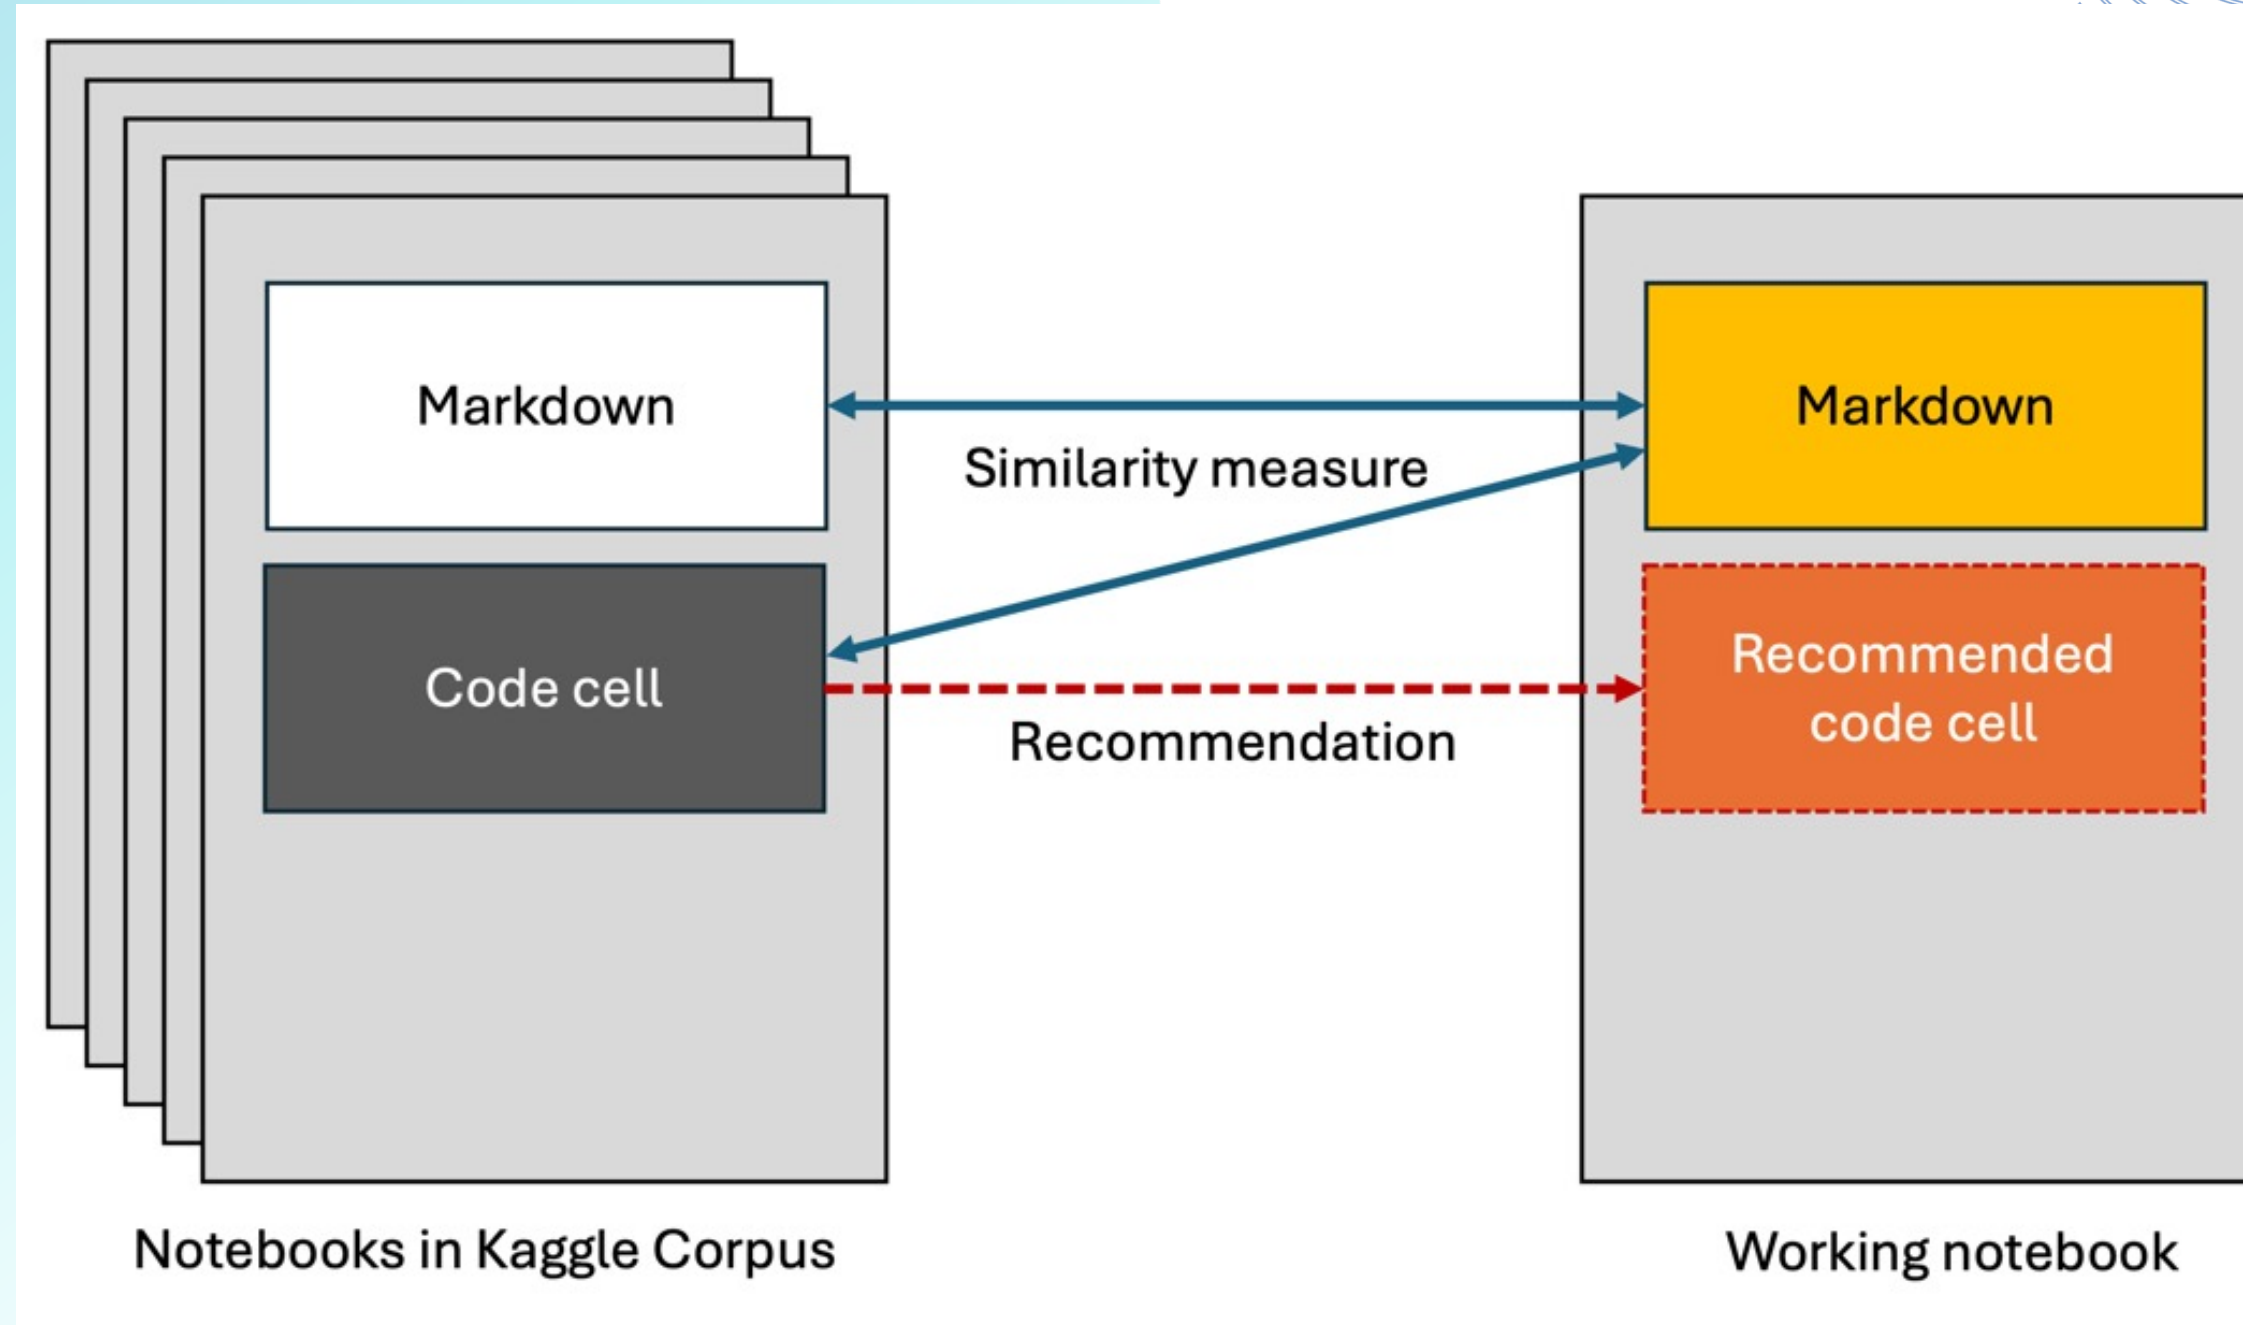 Markdown
Markdown
Similarity measure
Code cell
Recommended
code cell
Recommendation
Notebooks in Kaggle Corpus
Working notebook